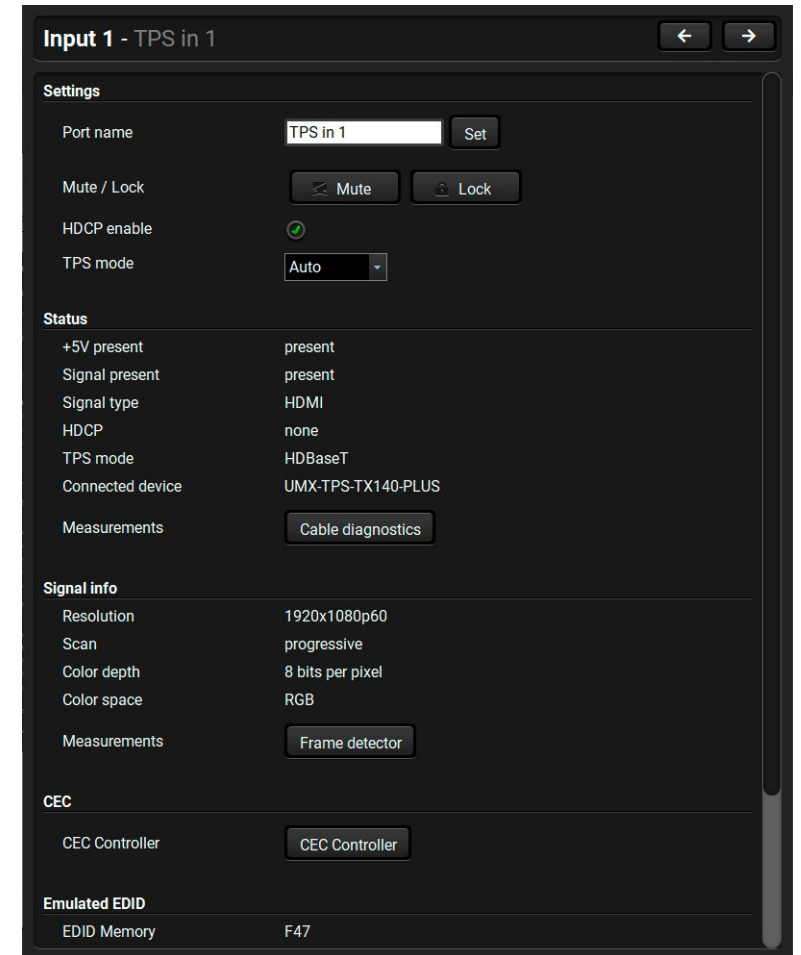 Input 1 - TPS in 1
Settings
Port name TPS in 1 Set
Mute / Lock Mute Lock
HDCP enable
TPS mode Auto
Status
+5V present present
Signal present present
Signal type HDMI
HDCP none
TPS mode HDBaseT
Connected device UMX-TPS-TX140-PLUS
Measurements Cable diagnostics
Signal info
Resolution 1920x1080p60
Scan progressive
Color depth 8 bits per pixel
Color space RGB
Measurements Frame detector
CEC
CEC Controller CEC Controller
Emulated EDID
EDID Memory F47